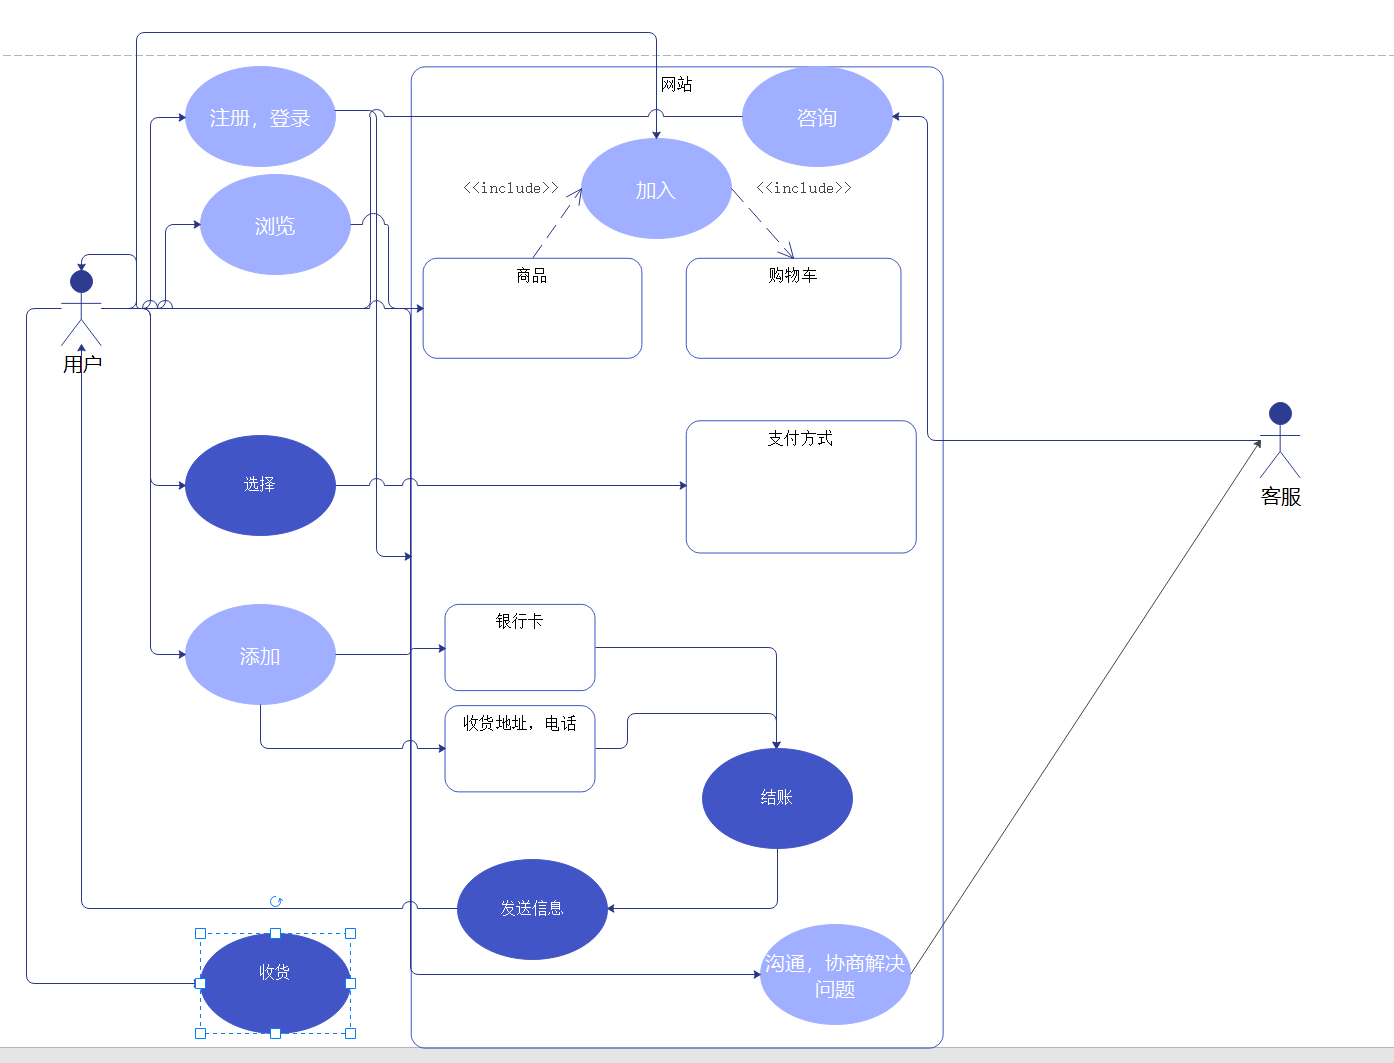 网站
注册，登录
咨询
<<include>>
加入
<<include>>
浏览
商品
购物车
用户
支付方式
选择
客服
银行卡
添加
收货地址，电话
结账
发送信息
收货
沟通，协商解决
问题